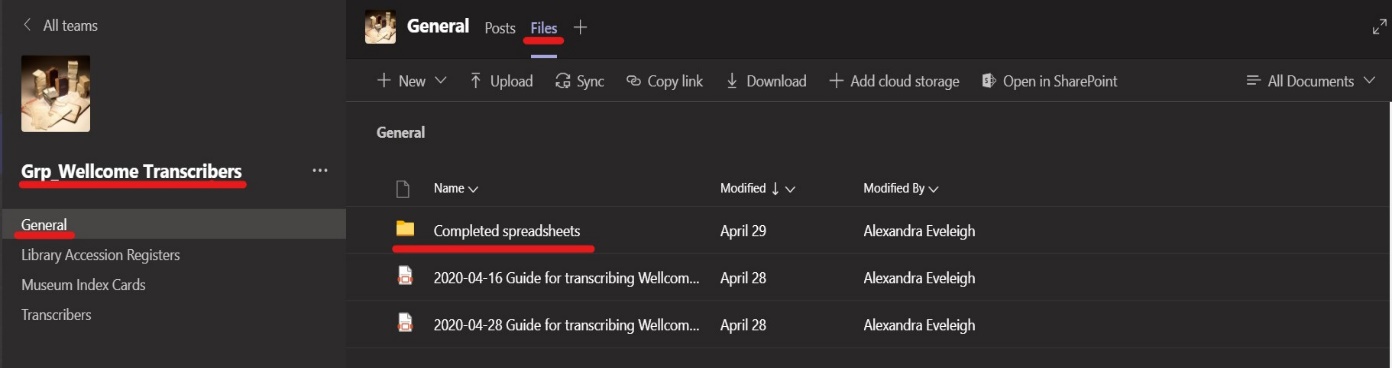 All teams
Grp_Wellcome Transcribers
General
Library Accession Registers
Museum Index Cards
Transcribers
General Posts Files
New Upload Sync Copy link Download Add cloud storage Open in SharePoint All Documents
General
Name Modified Modified By
Completed spreadsheets April 29 Alexandra Eveleigh
2020-04-16 Guide for transcribing Wellcom... April 28 Alexandra Eveleigh
2020-04-28 Guide for transcribing Wellcom... April 28 Alexandra Eveleigh